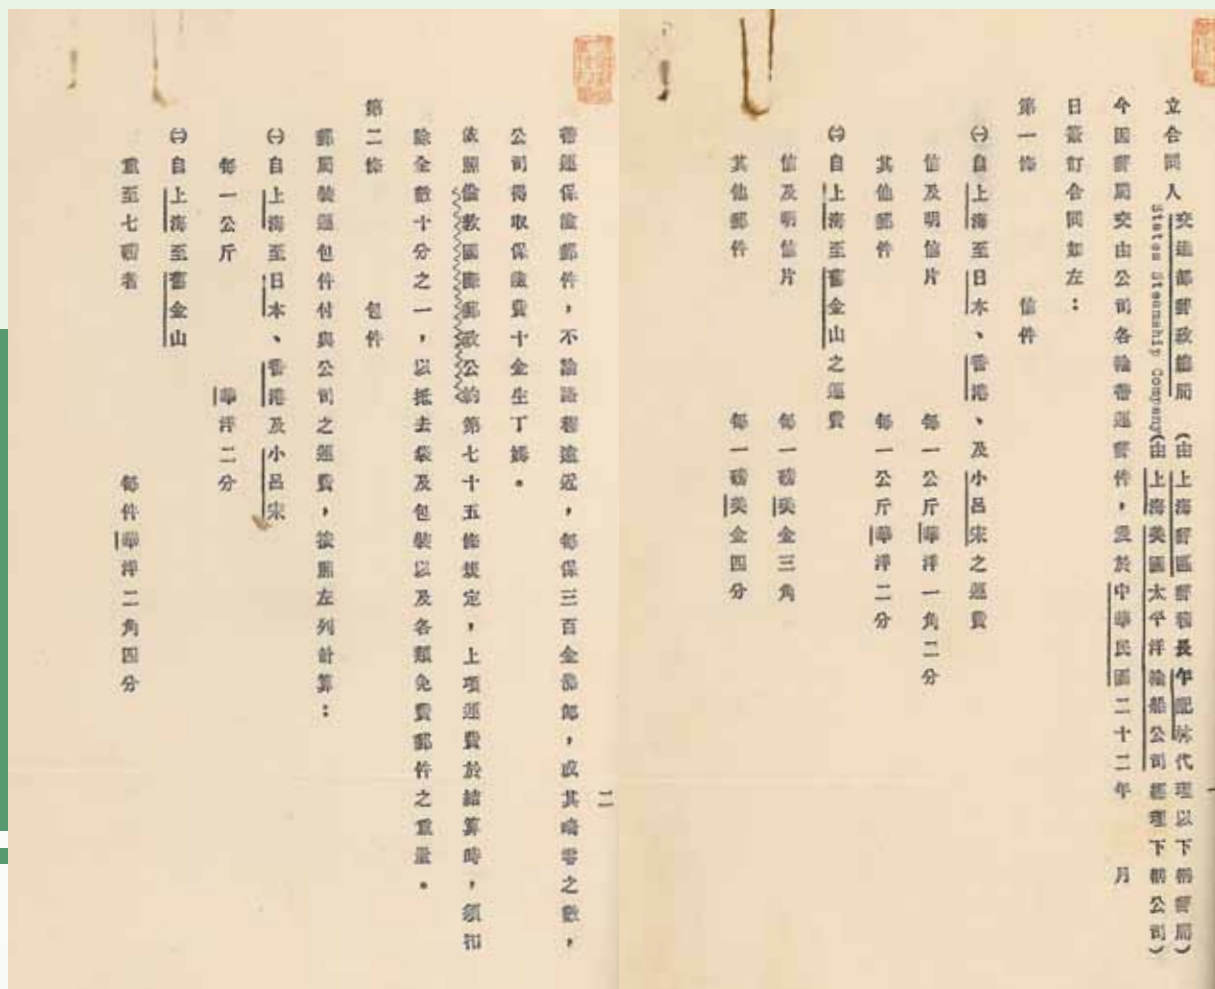 立合同人 交通部郵政總局 (由上海郵區郵務長乍配林代理以下稱郵局)
States Steamship Company(由上海美國太平洋輪船公司經理下稱公司)
今因郵局交由公司各輪帶運郵件,爰於中華民國二十二年 月
日簽訂合同如左:
第一條 信件
㈠自上海至日本、香港、及小呂宋之運費
信及明信片 每一公斤華洋一角二分
其他郵件 每一公斤華洋二分
㈡自上海至舊金山之運費
信及明信片 每一磅美金三角
其他郵件 每一磅美金四分
二
帶運保險郵件,不論路程遠近,每保三百金佛郎,或其畸零之數,
公司得取保險費十金生丁姆。
依照倫敦國際郵政公約第七十五條規定,上項運費於結算時,須扣
除全數十分之一,以抵去袋及包裝以及各類免費郵件之重量。
第二條 包件
郵局裝運包件付與公司之運費,按照左列計算:
㈠自上海至日本、香港及小呂宋
每一公斤 華洋二分
㈡自上海至舊金山
重至七磅者 每件華洋二角四分